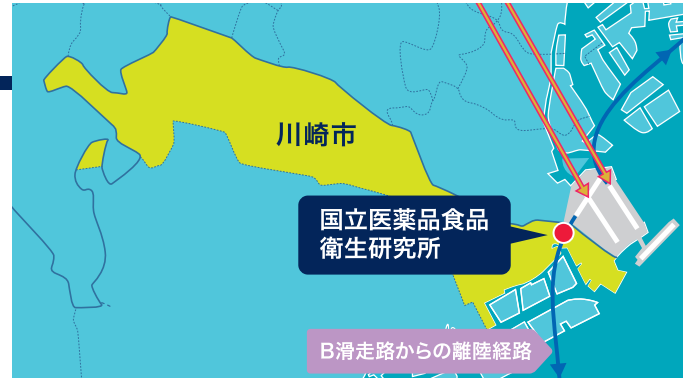 川崎市
国立医薬品食品
衛生研究所
B滑走路からの離陸経路